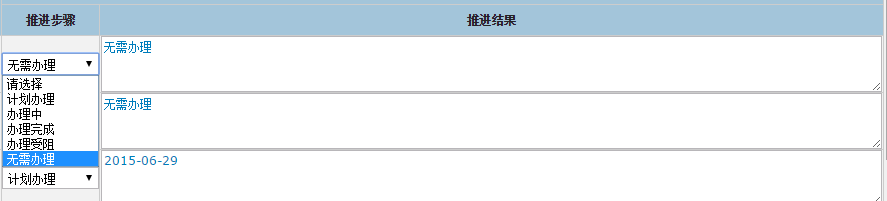 推进步骤 推进结果
无需办理 无需办理
请选择
计划办理
办理中
办理完成
办理受阻
无需办理
无需办理
计划办理 2015-06-29